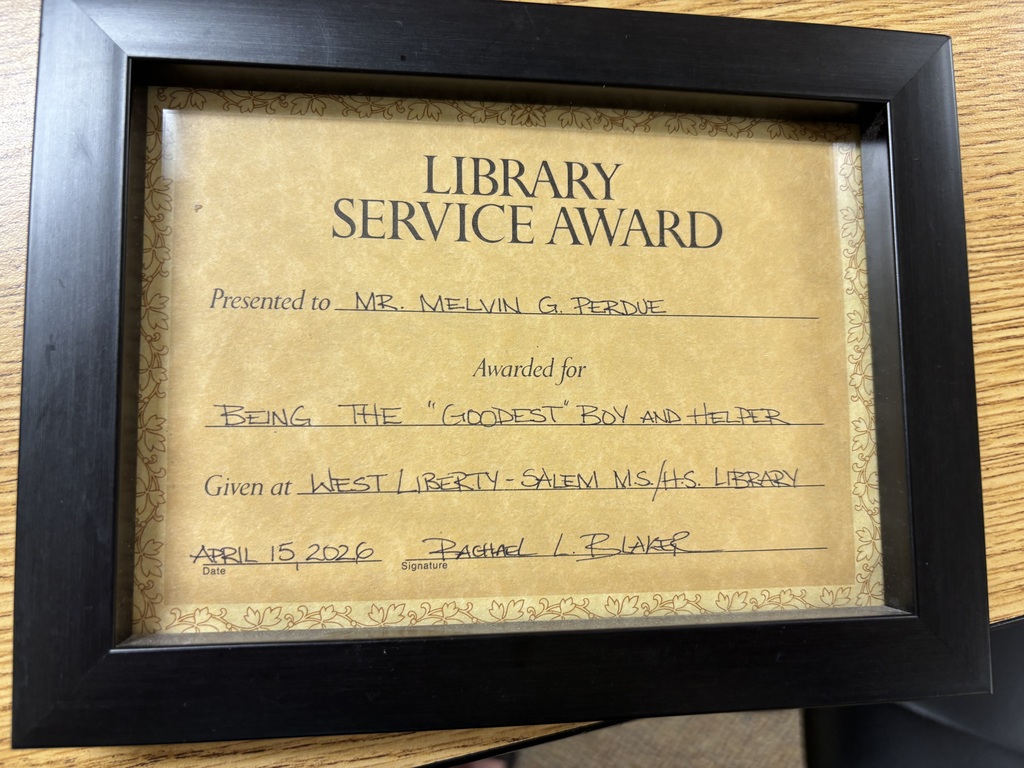 LIBRARY
SERVICE AWARD
Presented to MR. MELVIN G. PERDUE
Awarded for
BEING THE "GOODEST" BOY AND HELPER
Given at WEST LIBERTY-SALEM M.S./H.S. LIBRARY
APRIL 15, 2026 RACHAEL L. BLAKER
Date Signature